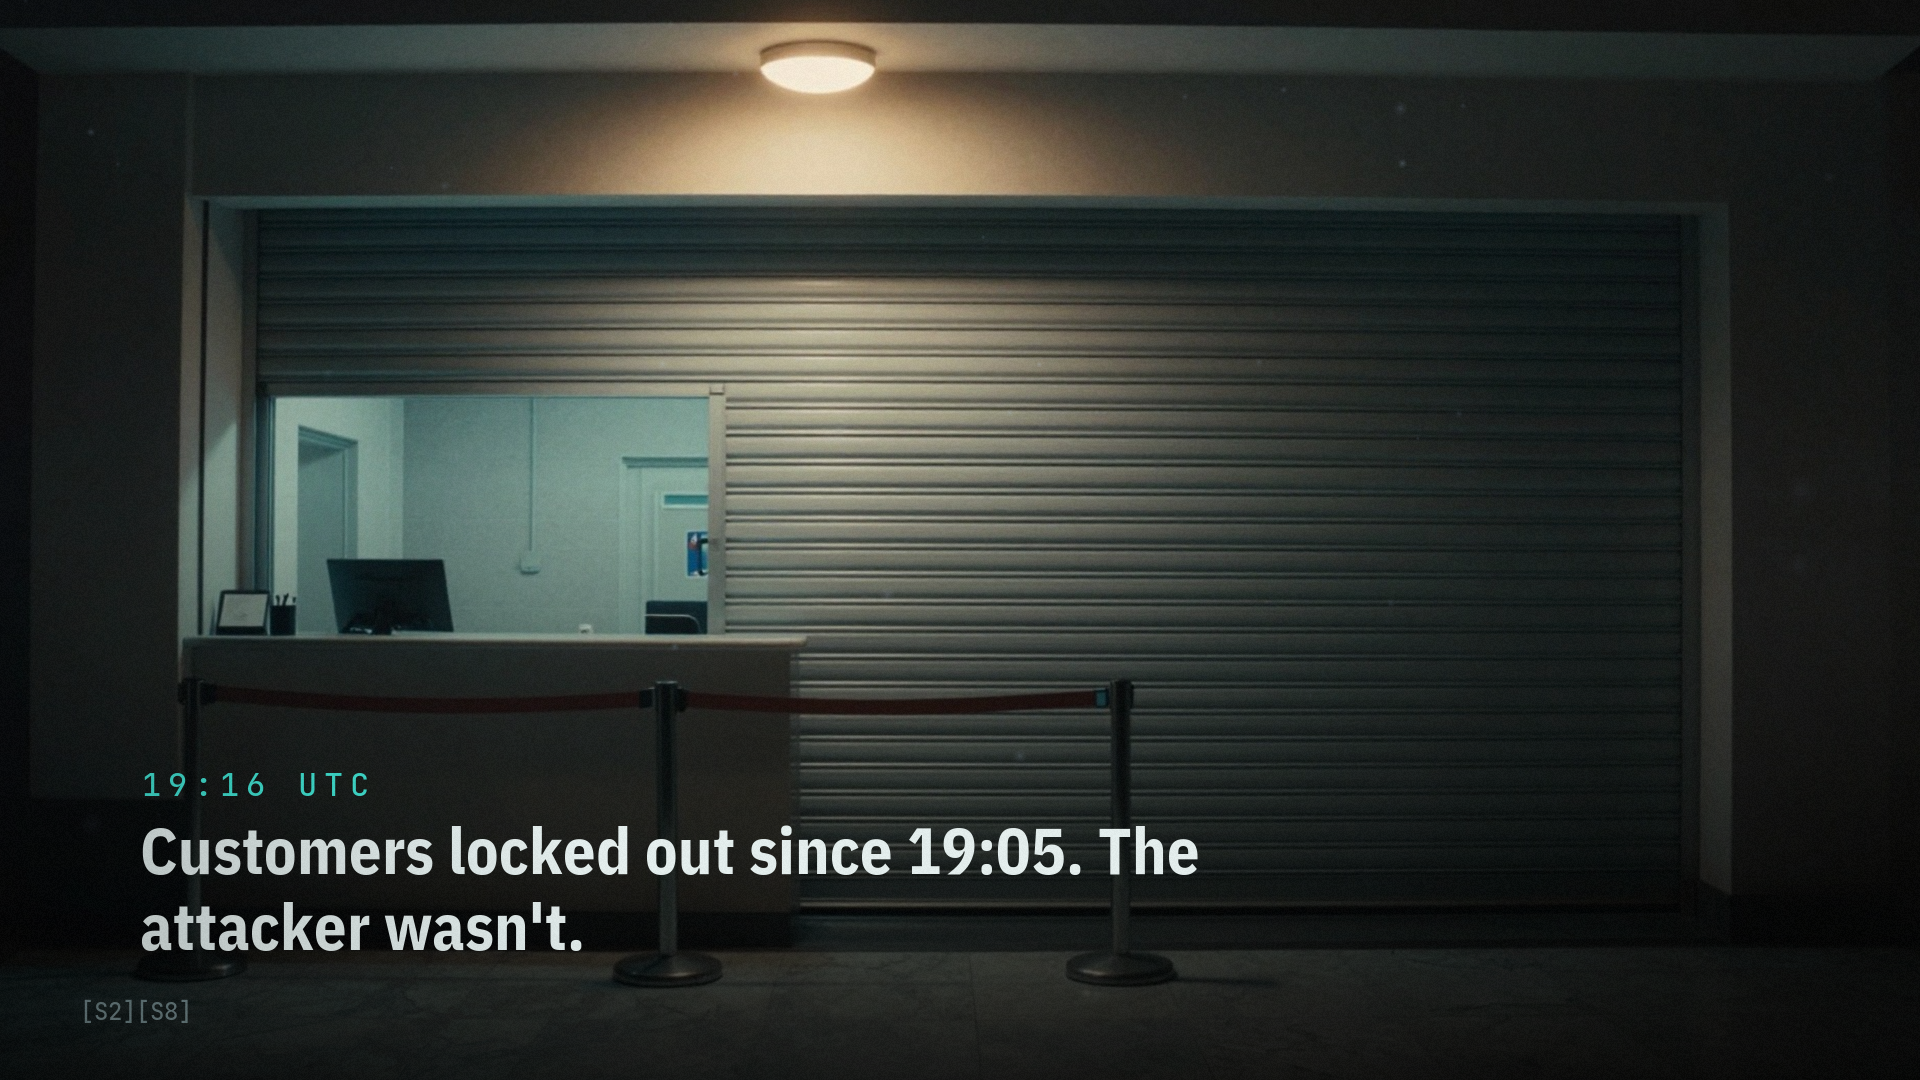 19:16 UTC
Customers locked out since 19:05. The
attacker wasn't.
[S2][S8]